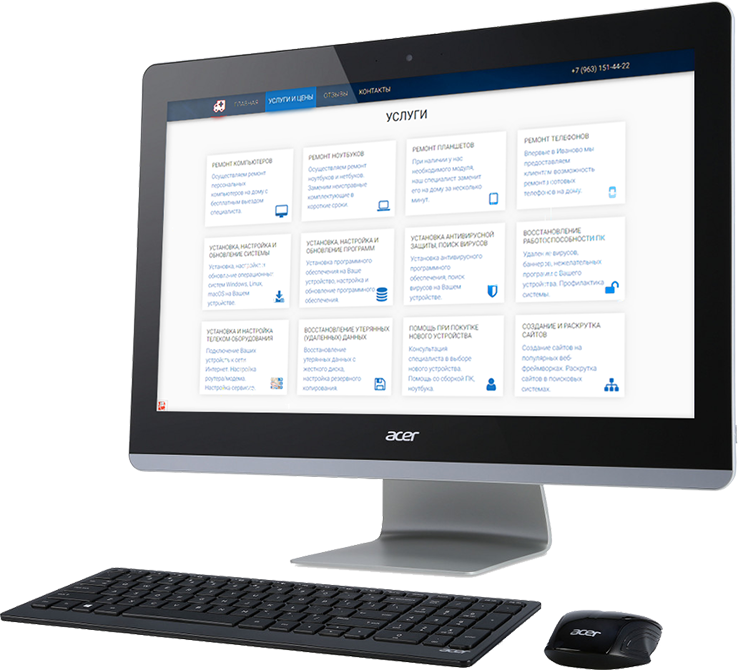 +7 (963) 151-44-22
ГЛАВНАЯ УСЛУГИ И ЦЕНЫ ОТЗЫВЫ КОНТАКТЫ
УСЛУГИ
РЕМОНТ КОМПЬЮТЕРОВ
Осуществляем ремонт
персональных
компьютеров на дому с
бесплатным выездом
специалиста.
РЕМОНТ НОУТБУКОВ
Осуществляем ремонт
ноутбуков и нетбуков.
Заменим неисправные
комплектующие в
короткие сроки.
РЕМОНТ ПЛАНШЕТОВ
При наличии у нас
необходимого модуля,
наш специалист заменит
его на дому за несколько
минут.
РЕМОНТ ТЕЛЕФОНОВ
Впервые в Иваново мы
предоставляем
клиентам возможность
ремонта сотовых
телефонов на дому.
УСТАНОВКА, НАСТРОЙКА И
ОБНОВЛЕНИЕ СИСТЕМЫ
Установка, настройка и
обновление операционных
систем Windows, Linux,
macOS на Вашем
устройстве.
УСТАНОВКА, НАСТРОЙКА И
ОБНОВЛЕНИЕ ПРОГРАММ
Установка программного
обеспечения на Ваше
устройство, настройка и
обновление программного
обеспечения.
УСТАНОВКА АНТИВИРУСНОЙ
ЗАЩИТЫ, ПОИСК ВИРУСОВ
Установка антивирусного
программного
обеспечения, поиск
вирусов на Вашем
устройстве.
ВОССТАНОВЛЕНИЕ
РАБОТОСПОСОБНОСТИ ПК
Удаление вирусов,
баннеров, нежелательных
программ с Вашего
устройства. Профилактика
системы.
УСТАНОВКА И НАСТРОЙКА
ТЕЛЕКОМ ОБОРУДОВАНИЯ
Подключение Ваших
устройств к сети
Интернет. Настройка
роутера/модема.
Настройка сервисов.
ВОССТАНОВЛЕНИЕ УТЕРЯННЫХ
(УДАЛЕННЫХ) ДАННЫХ
Восстановление
утерянных данных с
жесткого диска,
настройка резервного
копирования.
ПОМОЩЬ ПРИ ПОКУПКЕ
НОВОГО УСТРОЙСТВА
Консультация
специалиста в выборе
нового устройства.
Помощь со сборкой ПК,
ноутбука.
СОЗДАНИЕ И РАСКРУТКА
САЙТОВ
Создание сайтов на
популярных веб-
фреймворках. Раскрутка
сайтов в поисковых
системах.
acer
acer
acer